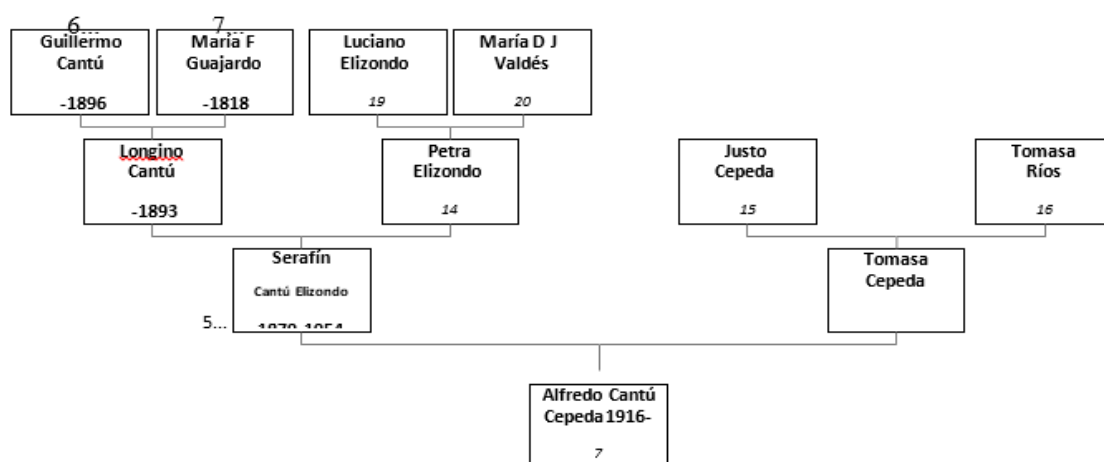 6...
7...
Guillermo
Cantú
-1896
María F
Guajardo
-1818
Luciano
Elizondo
19
María D J
Valdés
20
Longino
Cantú
-1893
Petra
Elizondo
14
Justo
Cepeda
15
Tomasa
Ríos
16
Serafín
Cantú Elizondo
5...
Tomasa
Cepeda
Alfredo Cantú
Cepeda 1916-
7